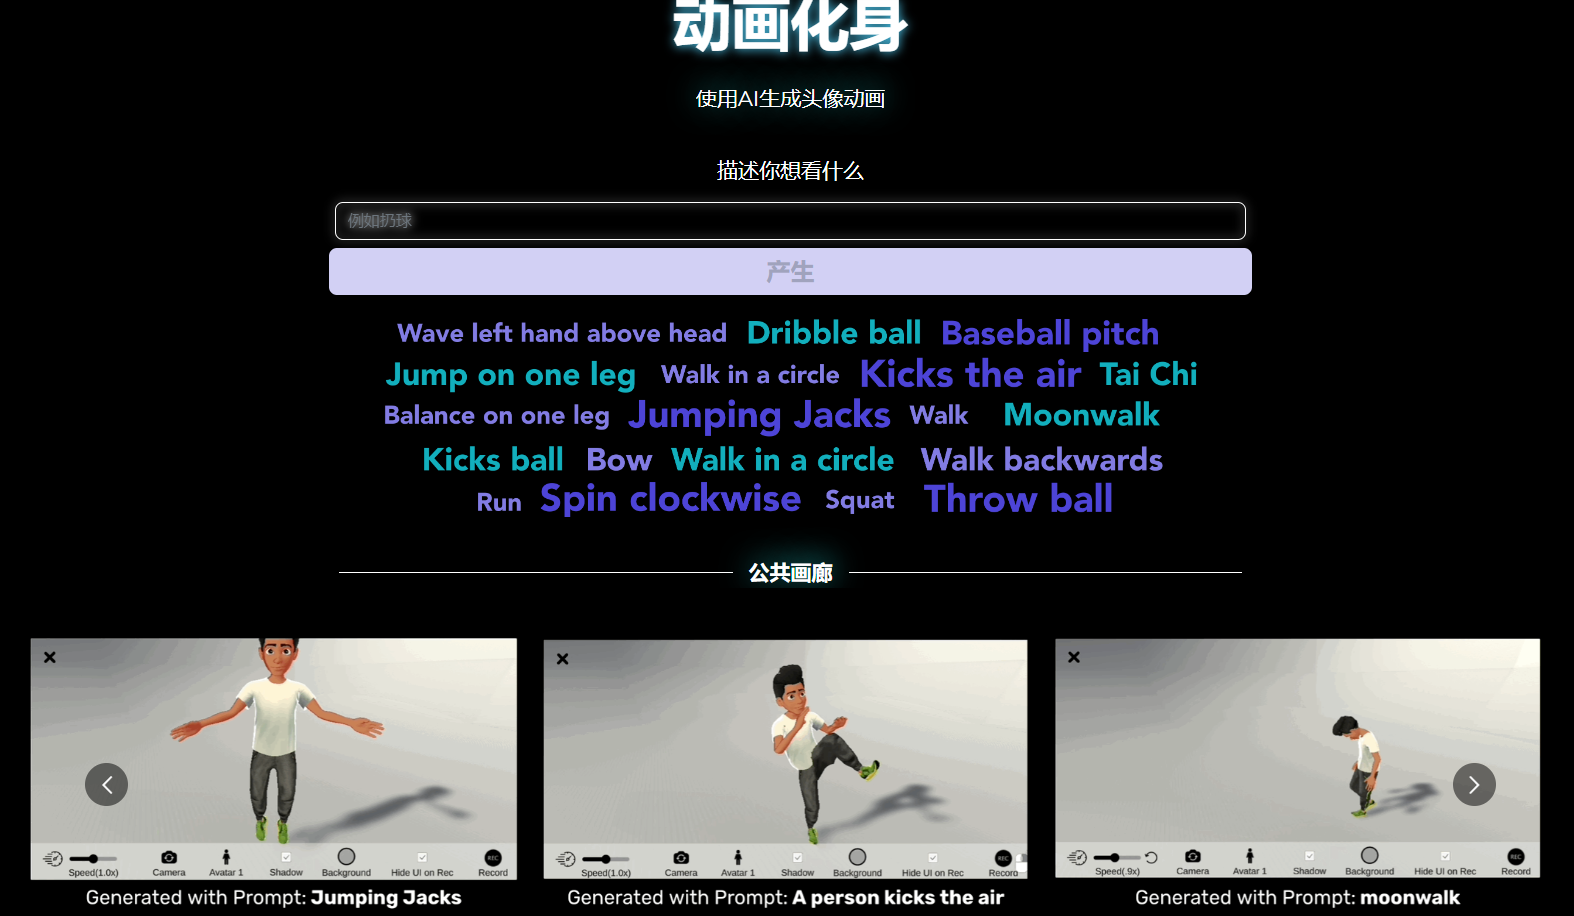 动画化身
使用AI生成头像动画
描述你想看什么
例如扔球
产生
Wave left hand above head Dribble ball Baseball pitch
Jump on one leg Walk in a circle Kicks the air Tai Chi
Balance on one leg Jumping Jacks Walk Moonwalk
Kicks ball Bow Walk in a circle Walk backwards
Run Spin clockwise Squat Throw ball
公共画廊
Speed(1.0x) Camera Avatar 1 Shadow Background Hide UI on Rec REC Record
Generated with Prompt: Jumping Jacks
Speed(1.0x) Camera Avatar 1 Shadow Background Hide UI on Rec REC Record
Generated with Prompt: A person kicks the air
Speed(.9x) Camera Avatar 1 Shadow Background Hide UI on Rec REC Record
Generated with Prompt: moonwalk